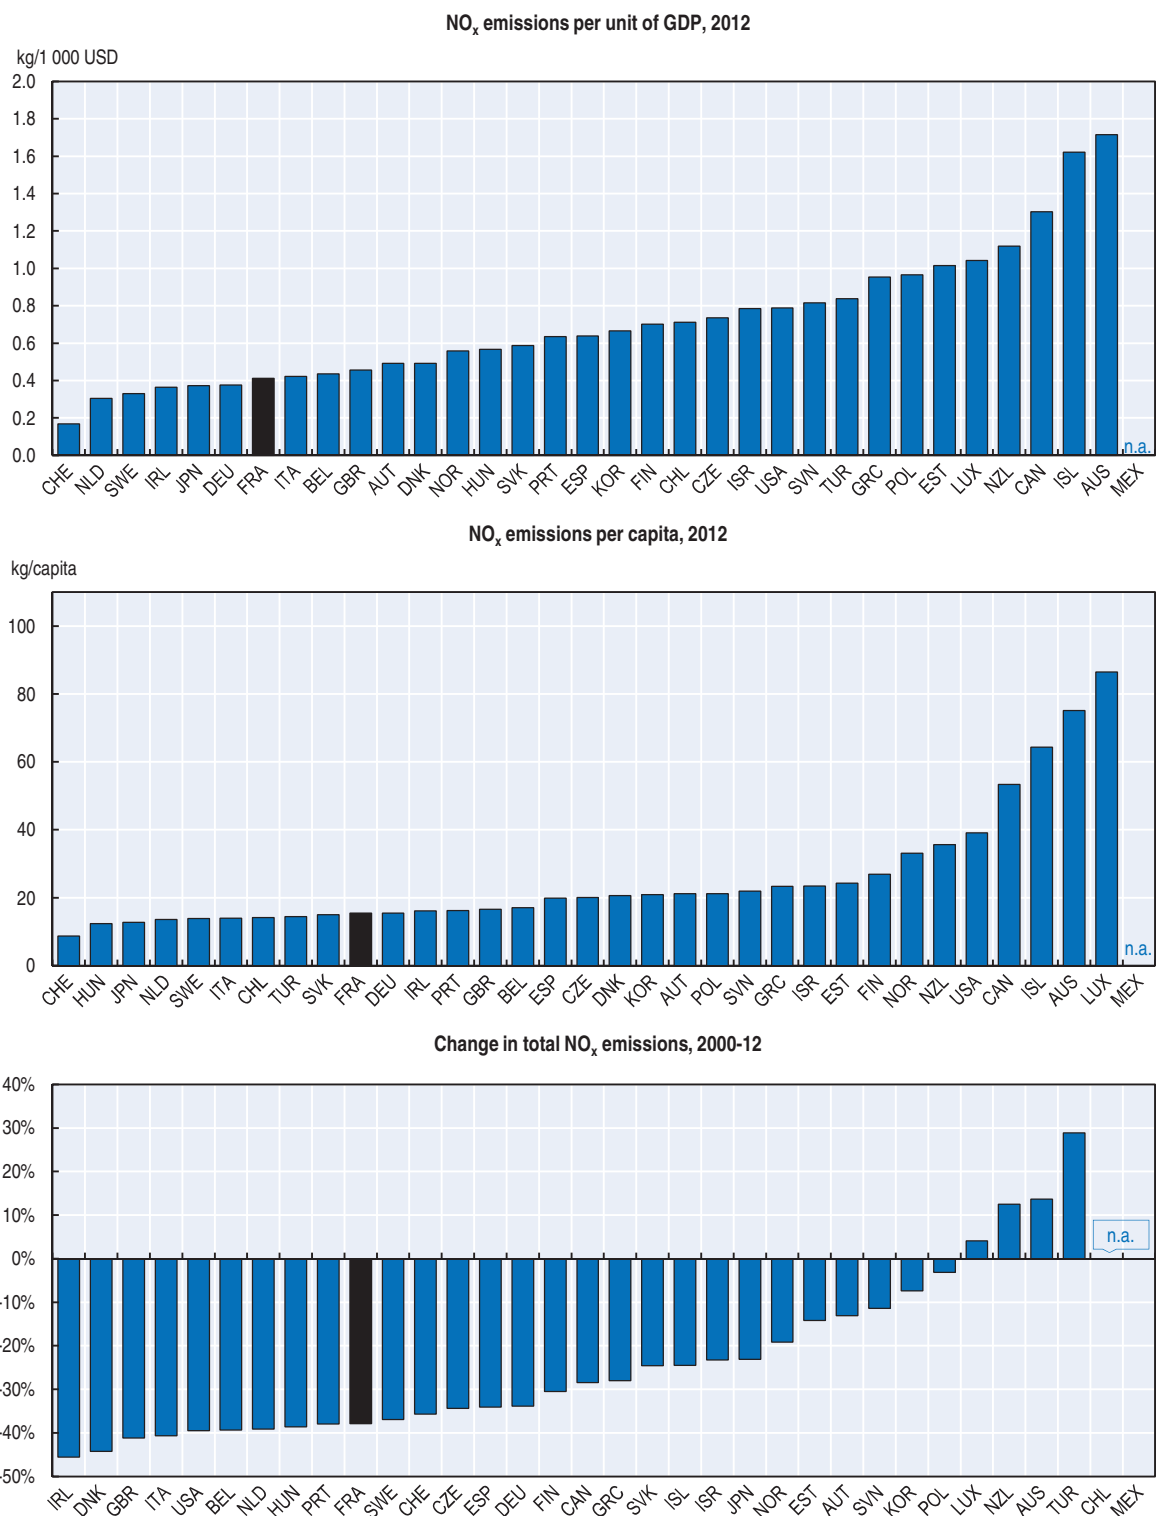 NOx emissions per unit of GDP, 2012
kg/1 000 USD
2.0
1.8
1.6
1.4
1.2
1.0
0.8
0.6
0.4
0.2
0.0
n.a.
CHE NLD SWE IRL JPN DEU FRA ITA BEL GBR AUT DNK NOR HUN SVK PRT ESP KOR FIN CHL CZE ISR USA SVN TUR GRC POL EST LUX NZL CAN ISL AUS MEX
NOx emissions per capita, 2012
kg/capita
100
80
60
40
20
0
n.a.
CHE HUN JPN NLD SWE ITA CHL TUR SVK FRA DEU IRL PRT GBR BEL ESP CZE DNK KOR AUT POL SVN GRC ISR EST FIN NOR NZL USA CAN ISL AUS LUX MEX
Change in total NOx emissions, 2000-12
40%
30%
20%
10%
n.a.
0%
-10%
-20%
-30%
-40%
-50%
IRL DNK GBR ITA USA BEL NLD HUN PRT FRA SWE CHE CZE ESP DEU FIN CAN GRC SVK ISL ISR JPN NOR EST AUT SVN KOR POL LUX NZL AUS TUR CHL MEX